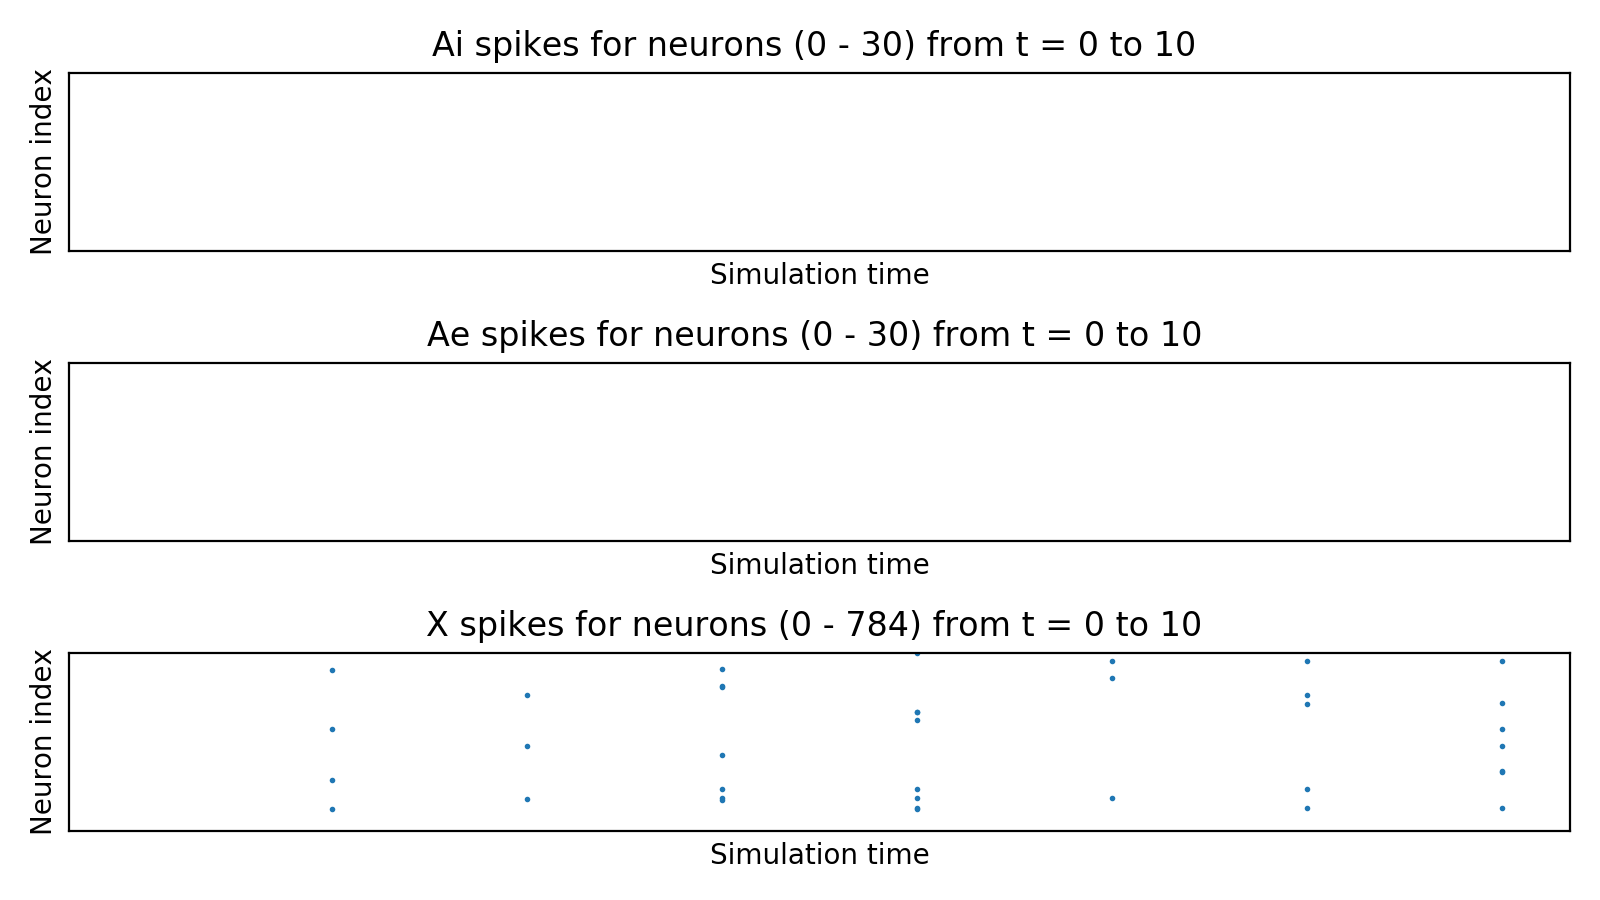 Ai spikes for neurons (0 - 30) from t = 0 to 10
Neuron index
Simulation time
Ae spikes for neurons (0 - 30) from t = 0 to 10
Neuron index
Simulation time
X spikes for neurons (0 - 784) from t = 0 to 10
Neuron index
Simulation time